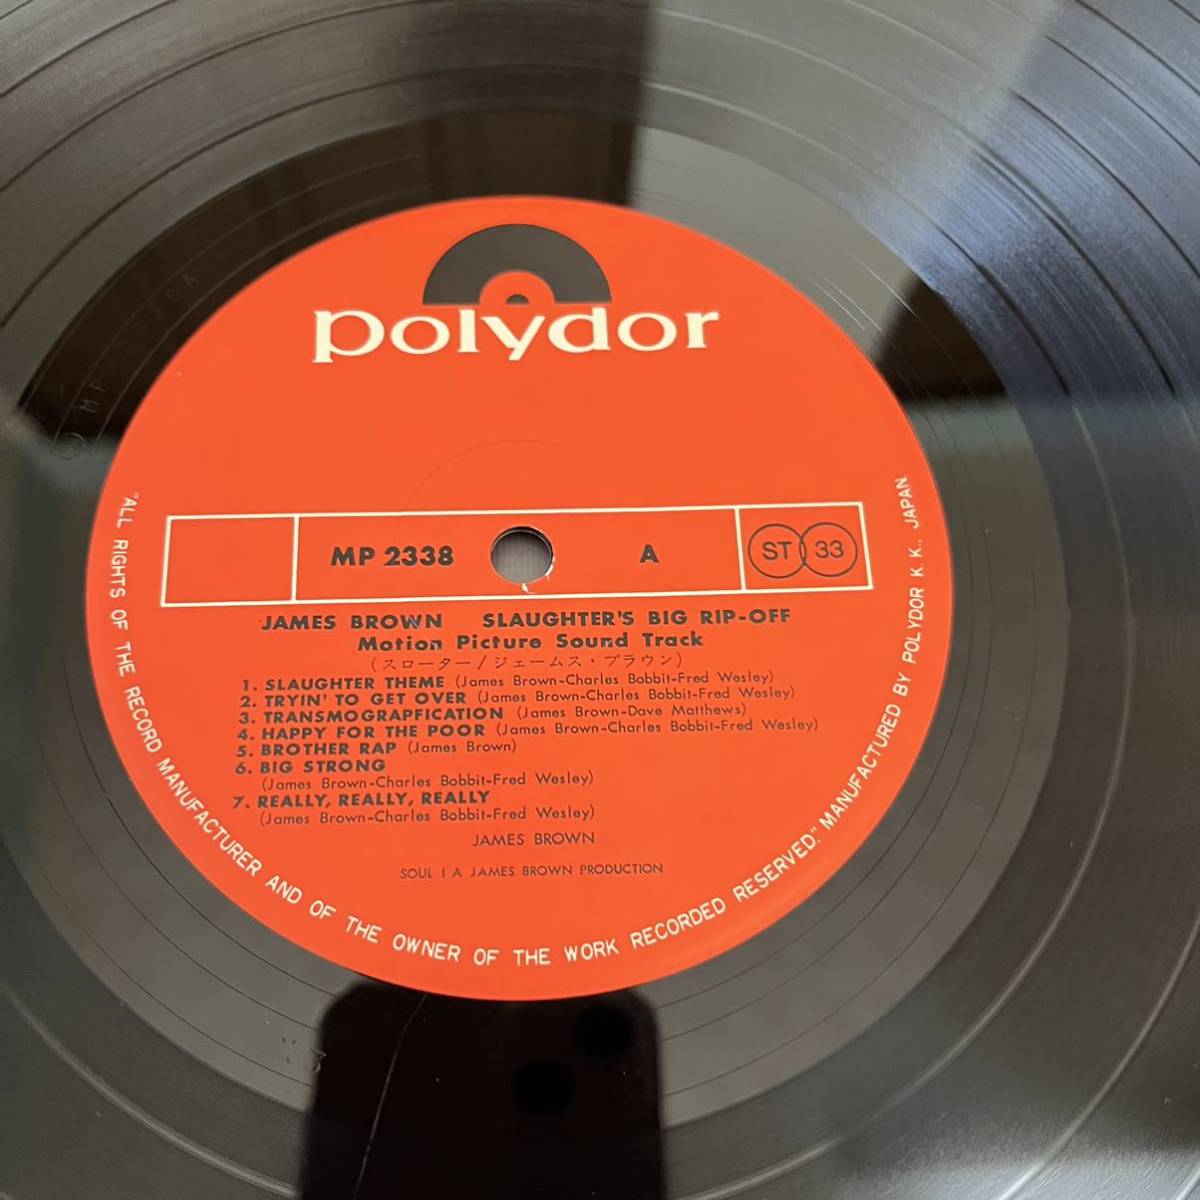 polydor
MP 2338 A ST 33
JAMES BROWN SLAUGHTER'S BIG RIP-OFF
Motion Picture Sound Track
(スローター/ジェームス・ブラウン)
1. SLAUGHTER THEME (James Brown-Charles Bobbit-Fred Wesley)
2. TRYIN' TO GET OVER (James Brown-Charles Bobbit-Fred Wesley)
3. TRANSMOGRAPFICATION (James Brown-Dave Matthews)
4. HAPPY FOR THE POOR (James Brown-Charles Bobbit-Fred Wesley)
5. BROTHER RAP (James Brown)
6. BIG STRONG
(James Brown-Charles Bobbit-Fred Wesley)
7. REALLY, REALLY, REALLY
(James Brown-Charles Bobbit-Fred Wesley)
JAMES BROWN
SOUL I A JAMES BROWN PRODUCTION
"ALL RIGHTS OF THE RECORD MANUFACTURER AND OF THE OWNER OF THE WORK RECORDED RESERVED." MANUFACTURED BY POLYDOR K. K., JAPAN